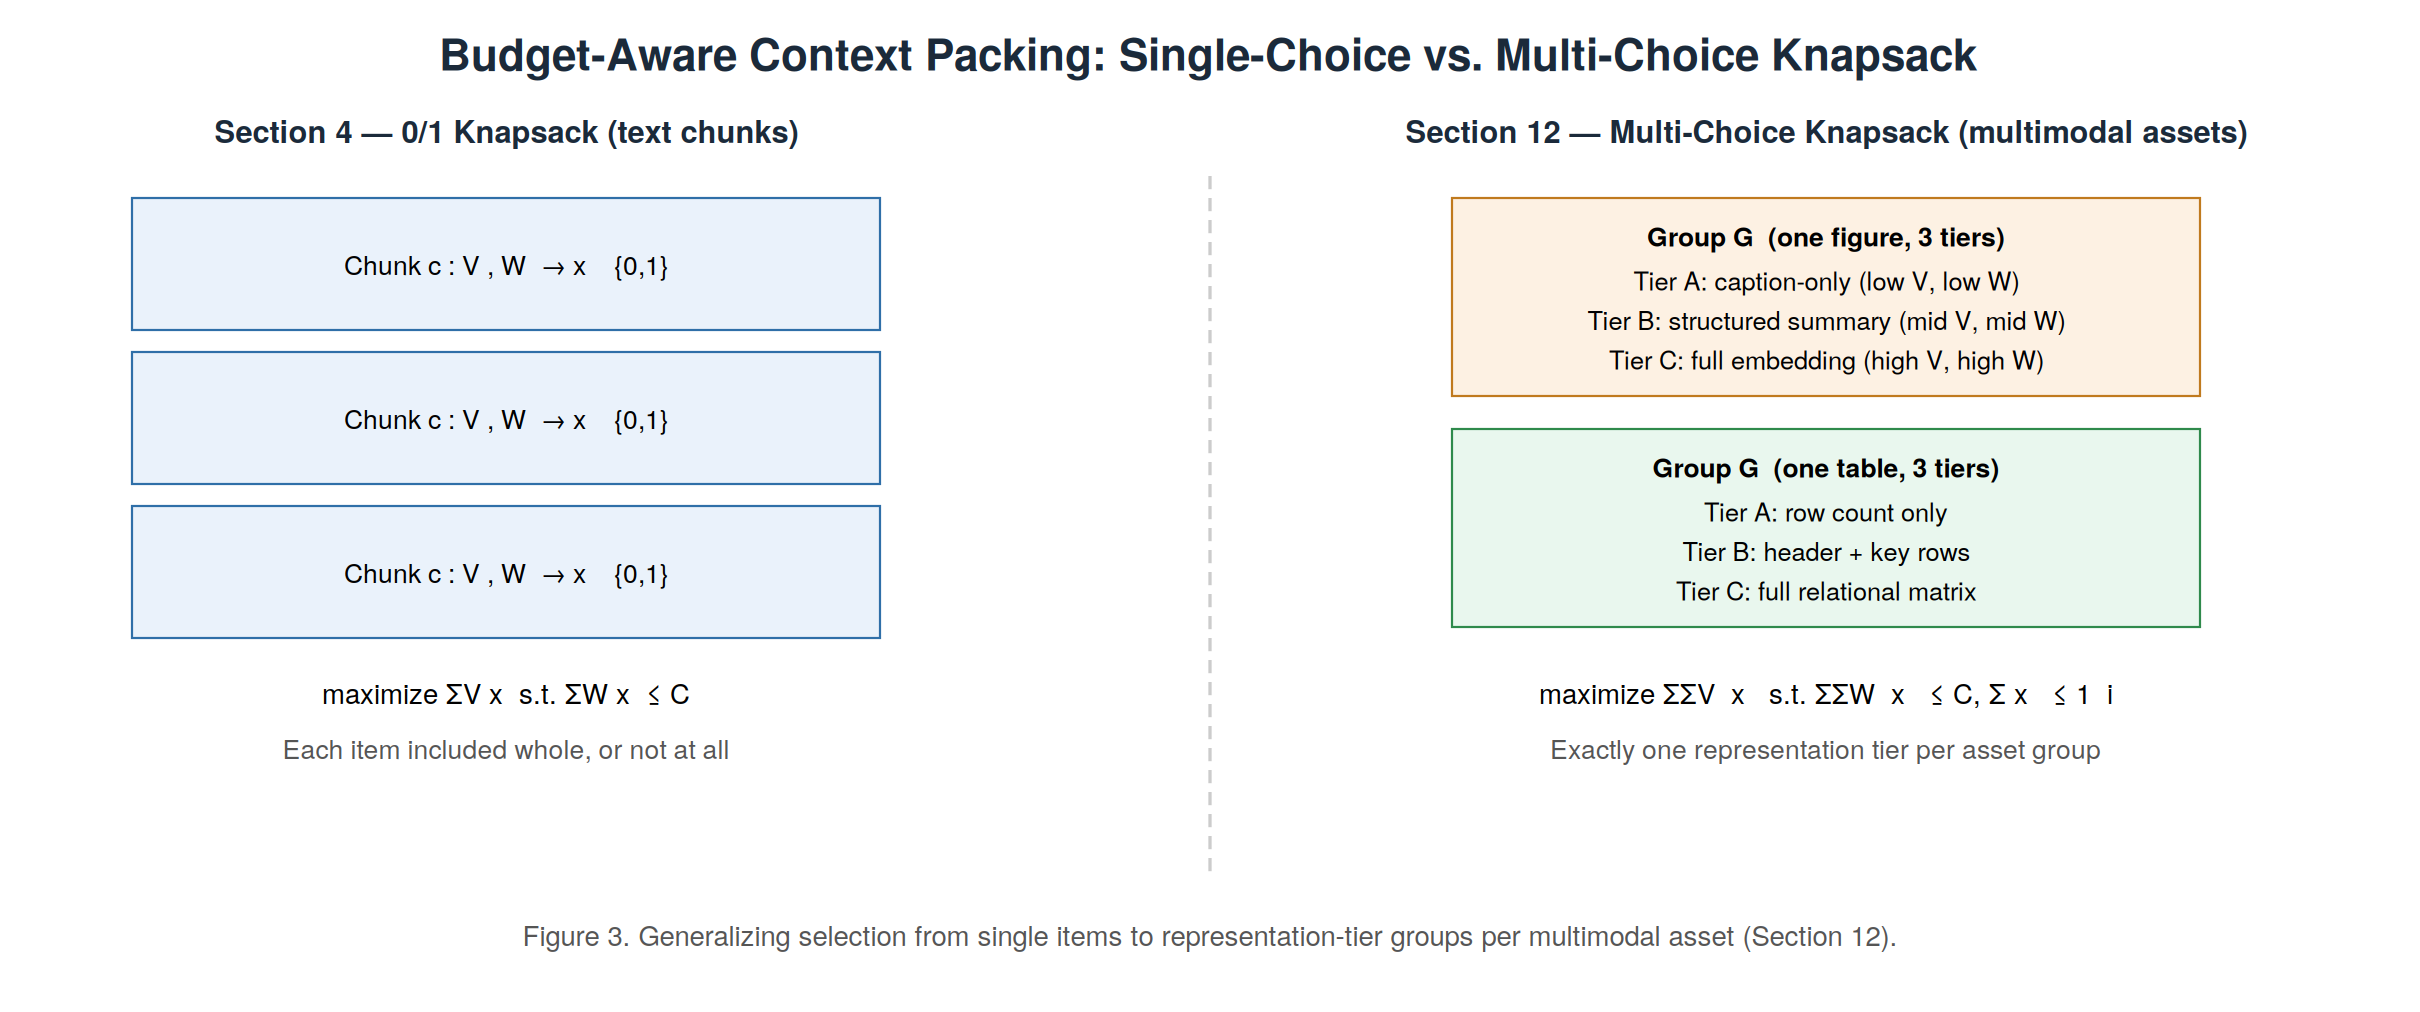 Budget-Aware Context Packing: Single-Choice vs. Multi-Choice Knapsack
Section 4 — 0/1 Knapsack (text chunks)
Chunk c : V , W → x {0,1}
Chunk c : V , W → x {0,1}
Chunk c : V , W → x {0,1}
maximize ΣV x s.t. ΣW x ≤ C
Each item included whole, or not at all
Section 12 — Multi-Choice Knapsack (multimodal assets)
Group G (one figure, 3 tiers)
Tier A: caption-only (low V, low W)
Tier B: structured summary (mid V, mid W)
Tier C: full embedding (high V, high W)
Group G (one table, 3 tiers)
Tier A: row count only
Tier B: header + key rows
Tier C: full relational matrix
maximize ΣΣV x s.t. ΣΣW x ≤ C, Σ x ≤ 1 i
Exactly one representation tier per asset group
Figure 3. Generalizing selection from single items to representation-tier groups per multimodal asset (Section 12).